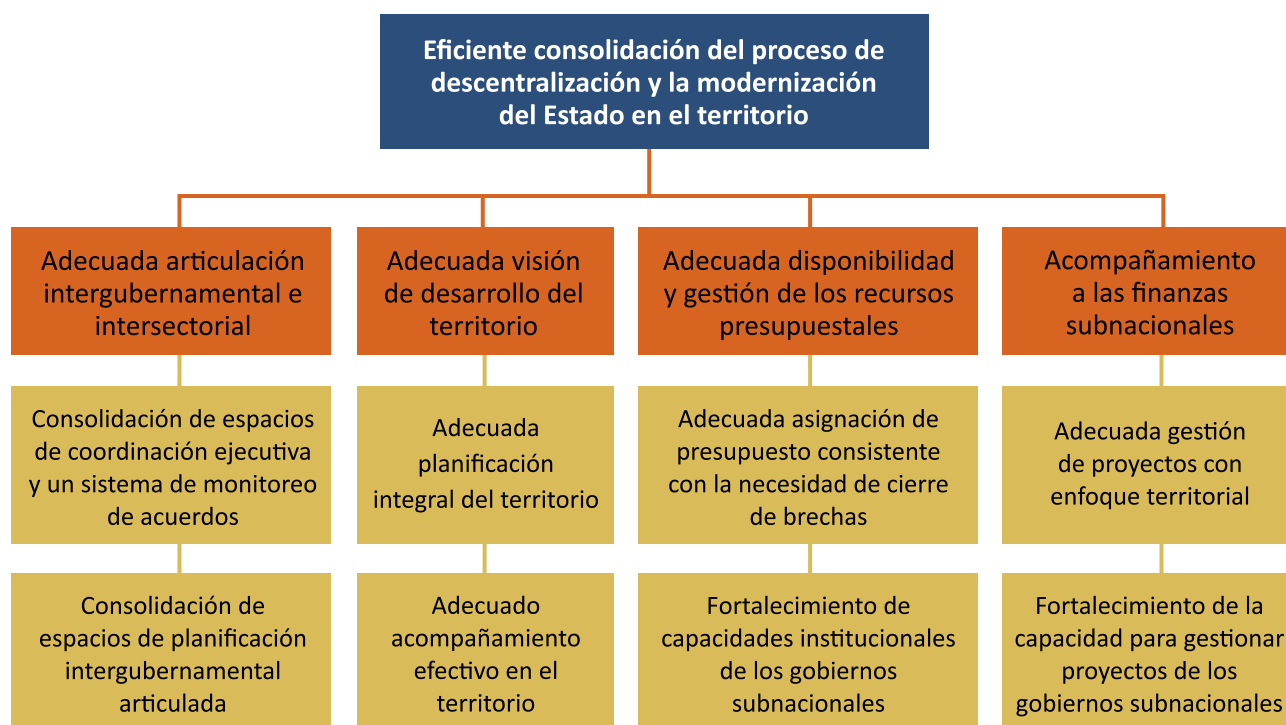 Eficiente consolidación del proceso de
descentralización y la modernización
del Estado en el territorio
Adecuada articulación
intergubernamental e
intersectorial
Adecuada visión
de desarrollo del
territorio
Adecuada disponibilidad
y gestión de los recursos
presupuestales
Acompañamiento
a las finanzas
subnacionales
Consolidación de espacios
de coordinación ejecutiva
y un sistema de monitoreo
de acuerdos
Adecuada
planificación
integral del territorio
Adecuada asignación de
presupuesto consistente
con la necesidad de cierre
de brechas
Adecuada gestión
de proyectos con
enfoque territorial
Consolidación de
espacios de planificación
intergubernamental
articulada
Adecuado
acompañamiento
efectivo en el
territorio
Fortalecimiento de
capacidades institucionales
de los gobiernos
subnacionales
Fortalecimiento de la
capacidad para gestionar
proyectos de los
gobiernos subnacionales